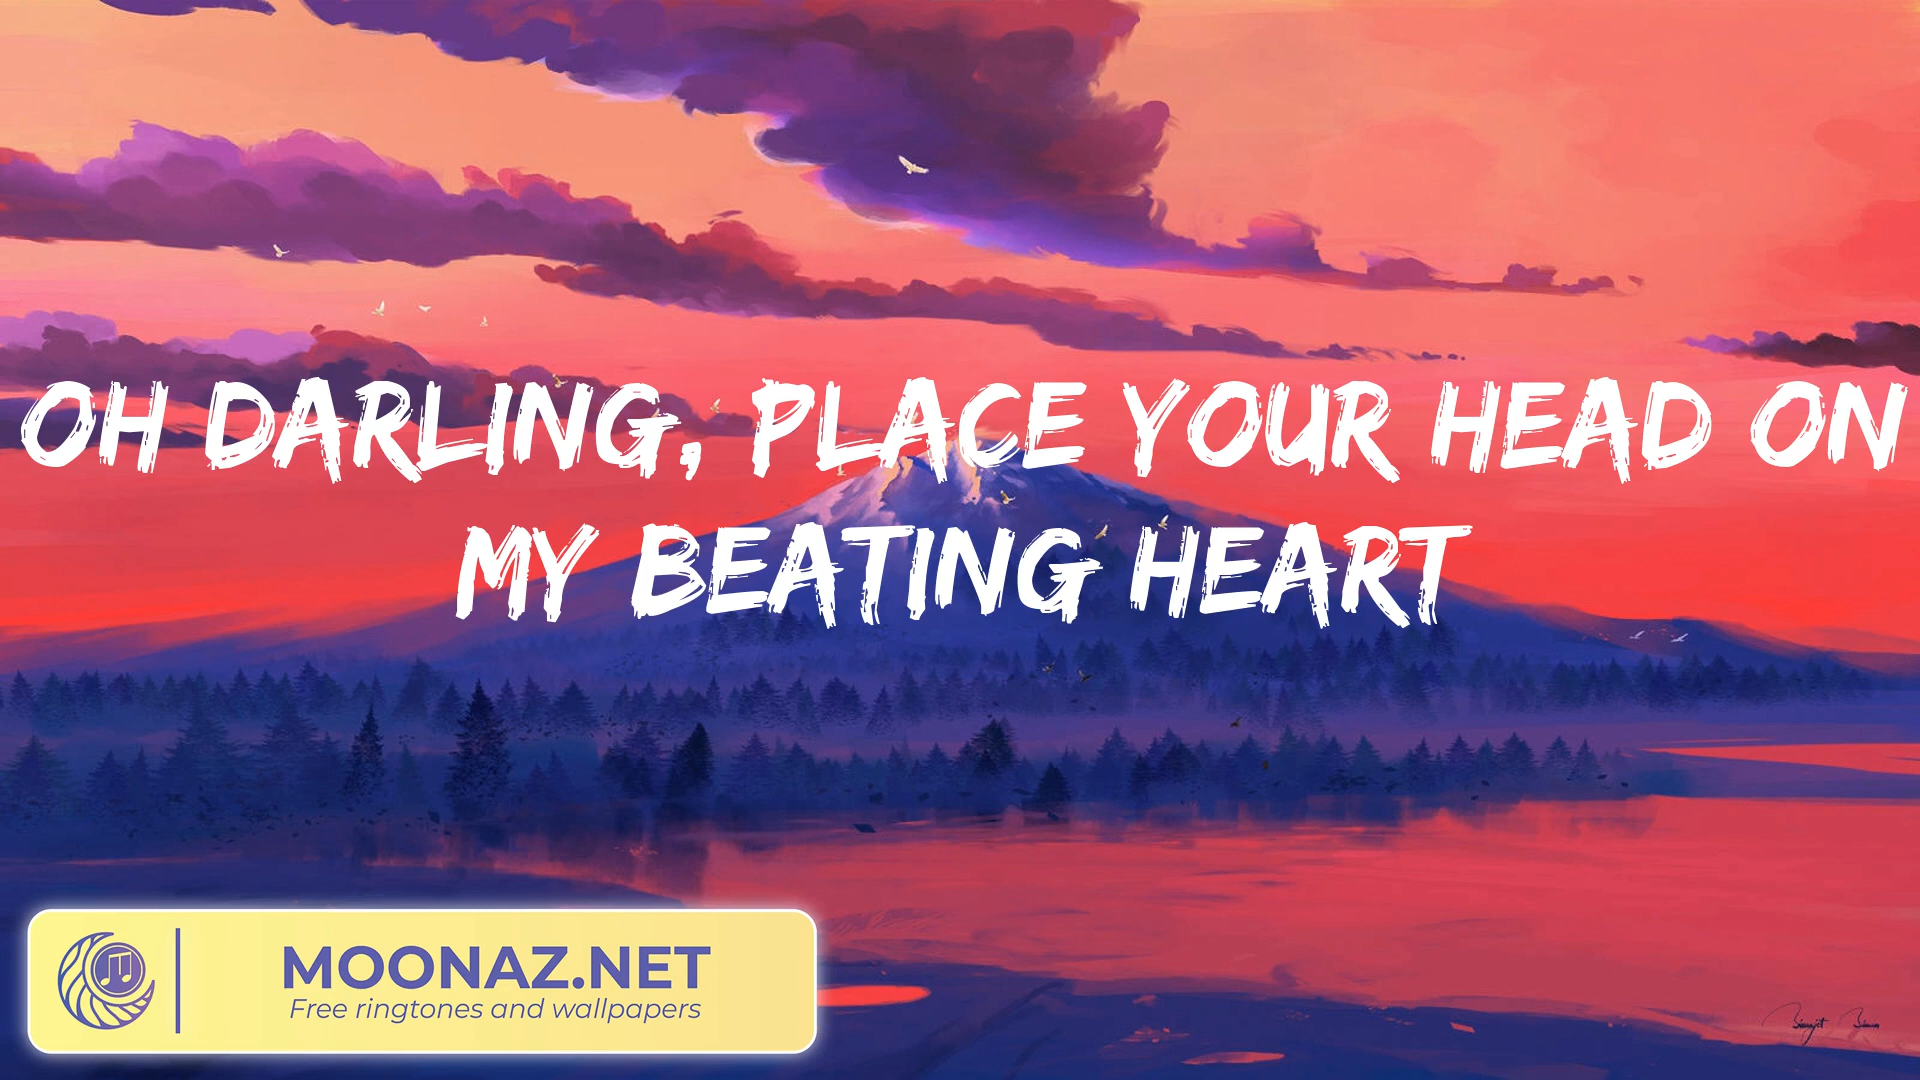 OH DARLING, PLACE YOUR HEAD ON
MY BEATING HEART
MOONAZ.NET
Free ringtones and wallpapers